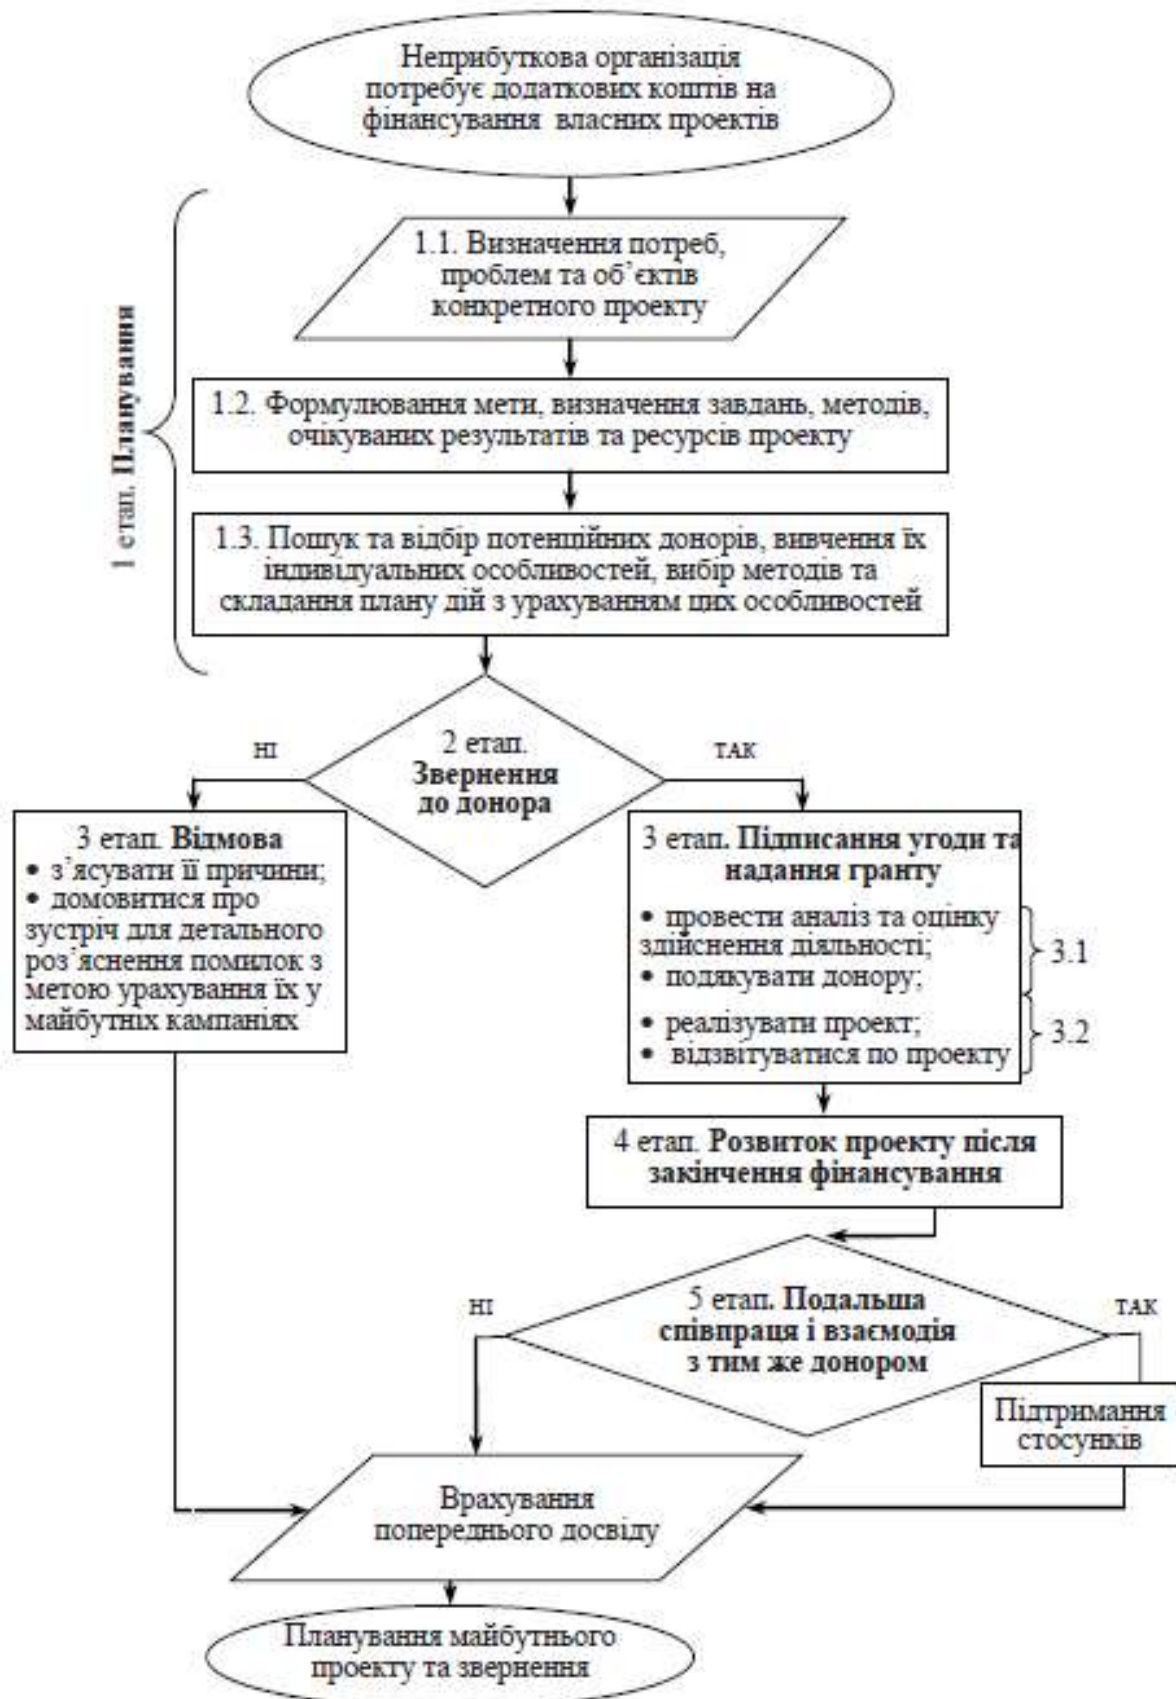 Неприбуткова організація
потребує додаткових коштів на
фінансування власних проектів
1 етап. Планування
1.1. Визначення потреб,
проблем та об’єктів
конкретного проекту
1.2. Формулювання мети, визначення завдань, методів,
очікуваних результатів та ресурсів проекту
1.3. Пошук та відбір потенційних донорів, вивчення їх
індивідуальних особливостей, вибір методів та
складання плану дій з урахуванням цих особливостей
2 етап.
Звернення
до донора
НІ
ТАК
3 етап. Відмова
• з’ясувати її причини;
• домовитися про
зустріч для детального
роз’яснення помилок з
метою урахування їх у
майбутніх кампаніях
3 етап. Підписання угоди та
надання гранту
• провести аналіз та оцінку
здійснення діяльності;
• подякувати донору;
3.1
• реалізувати проект;
• відзвітуватися по проекту
3.2
4 етап. Розвиток проекту після
закінчення фінансування
5 етап. Подальша
співпраця і взаємодія
з тим же донором
НІ
ТАК
Підтримання
стосунків
Врахування
попереднього досвіду
Планування майбутнього
проекту та звернення